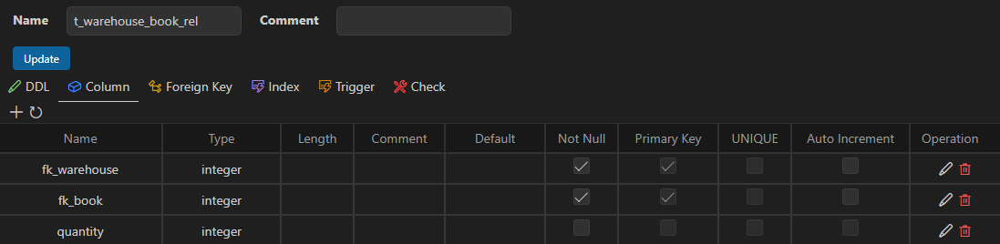 Name t_warehouse_book_rel Comment
Update
DDL Column Foreign Key Index Trigger Check
Name Type Length Comment Default Not Null Primary Key UNIQUE Auto Increment Operation
fk_warehouse integer
fk_book integer
quantity integer